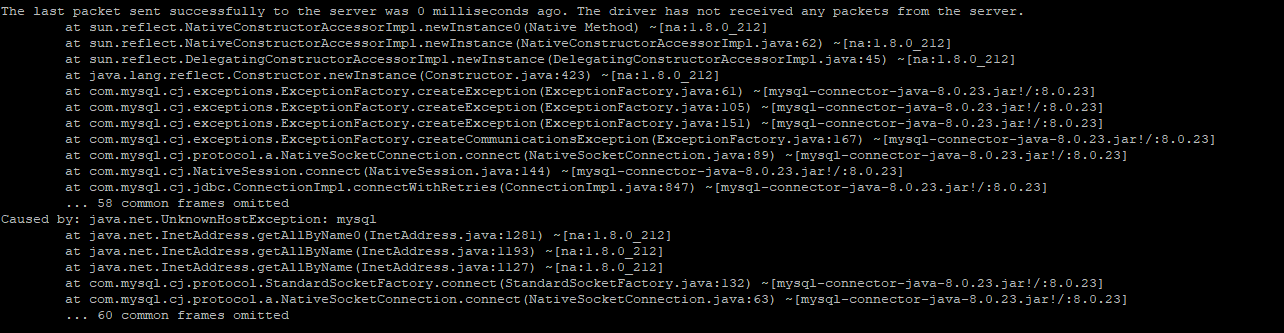 The last packet sent successfully to the server was 0 milliseconds ago. The driver has not received any packets from the server.
at sun.reflect.NativeConstructorAccessorImpl.newInstance0(Native Method) ~[na:1.8.0_212]
at sun.reflect.NativeConstructorAccessorImpl.newInstance(NativeConstructorAccessorImpl.java:62) ~[na:1.8.0_212]
at sun.reflect.DelegatingConstructorAccessorImpl.newInstance(DelegatingConstructorAccessorImpl.java:45) ~[na:1.8.0_212]
at java.lang.reflect.Constructor.newInstance(Constructor.java:423) ~[na:1.8.0_212]
at com.mysql.cj.exceptions.ExceptionFactory.createException(ExceptionFactory.java:61) ~[mysql-connector-java-8.0.23.jar!/:8.0.23]
at com.mysql.cj.exceptions.ExceptionFactory.createException(ExceptionFactory.java:105) ~[mysql-connector-java-8.0.23.jar!/:8.0.23]
at com.mysql.cj.exceptions.ExceptionFactory.createException(ExceptionFactory.java:151) ~[mysql-connector-java-8.0.23.jar!/:8.0.23]
at com.mysql.cj.exceptions.ExceptionFactory.createCommunicationsException(ExceptionFactory.java:167) ~[mysql-connector-java-8.0.23.jar!/:8.0.23]
at com.mysql.cj.protocol.a.NativeSocketConnection.connect(NativeSocketConnection.java:89) ~[mysql-connector-java-8.0.23.jar!/:8.0.23]
at com.mysql.cj.NativeSession.connect(NativeSession.java:144) ~[mysql-connector-java-8.0.23.jar!/:8.0.23]
at com.mysql.cj.jdbc.ConnectionImpl.connectWithRetries(ConnectionImpl.java:847) ~[mysql-connector-java-8.0.23.jar!/:8.0.23]
... 58 common frames omitted
Caused by: java.net.UnknownHostException: mysql
at java.net.InetAddress.getAllByName0(InetAddress.java:1281) ~[na:1.8.0_212]
at java.net.InetAddress.getAllByName(InetAddress.java:1193) ~[na:1.8.0_212]
at java.net.InetAddress.getAllByName(InetAddress.java:1127) ~[na:1.8.0_212]
at com.mysql.cj.protocol.StandardSocketFactory.connect(StandardSocketFactory.java:132) ~[mysql-connector-java-8.0.23.jar!/:8.0.23]
at com.mysql.cj.protocol.a.NativeSocketConnection.connect(NativeSocketConnection.java:63) ~[mysql-connector-java-8.0.23.jar!/:8.0.23]
... 60 common frames omitted